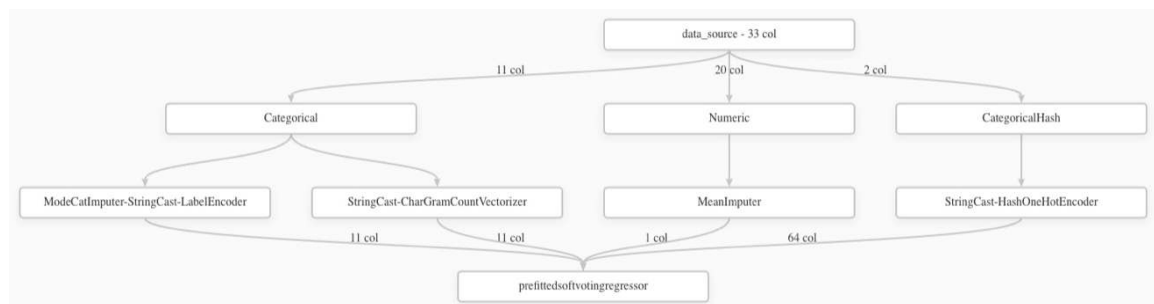 data_source - 33 col
11 col
20 col
2 col
Categorical
Numeric
CategoricalHash
ModeCatImputer-StringCast-LabelEncoder
StringCast-CharGramCountVectorizer
MeanImputer
StringCast-HashOneHotEncoder
11 col
11 col
1 col
64 col
prefittedsoftvotingregressor